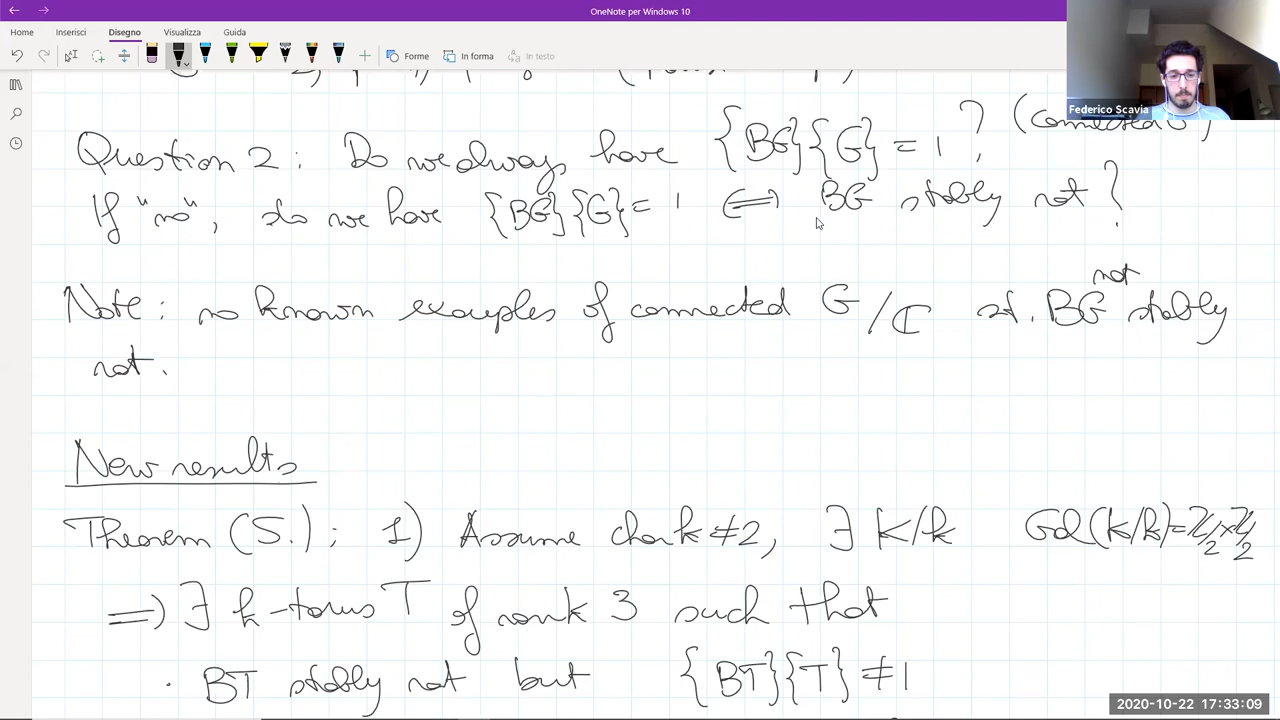 OneNote per Windows 10
Home Inserisci Disegno Visualizza Guida
Forme In forma In testo
Federico Scavia
Question 2: Do we always have {BG}{G} = 1 ? (connected G)
If "no", do we have {BG}{G} = 1 ⟺ BG stably rat?
Note: no known examples of connected G/ℂ st. BG not stably
rat.
New results
Theorem (S.): 1) Assume char k ≠ 2, ∃ K/k Gal(K/k) = ℤ/2 × ℤ/2
⟹ ∃ k-torus T of rank 3 such that
· BT stably rat but {BT}{T} ≠ 1
2020-10-22 17:33:09